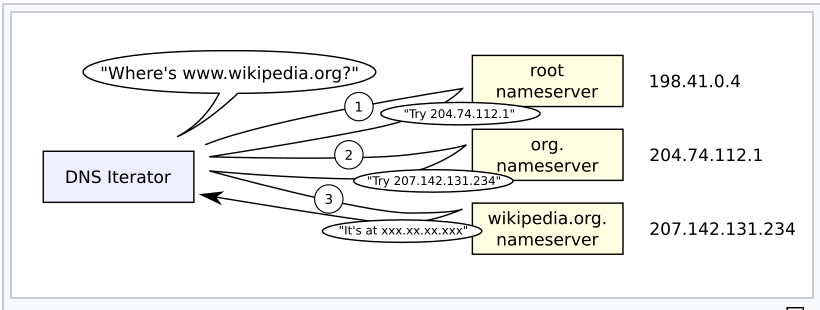 "Where's www.wikipedia.org?"
root
nameserver
198.41.0.4
1
"Try 204.74.112.1"
org.
nameserver
204.74.112.1
2
DNS Iterator
"Try 207.142.131.234"
3
wikipedia.org.
nameserver
207.142.131.234
"It's at xxx.xx.xx.xxx"